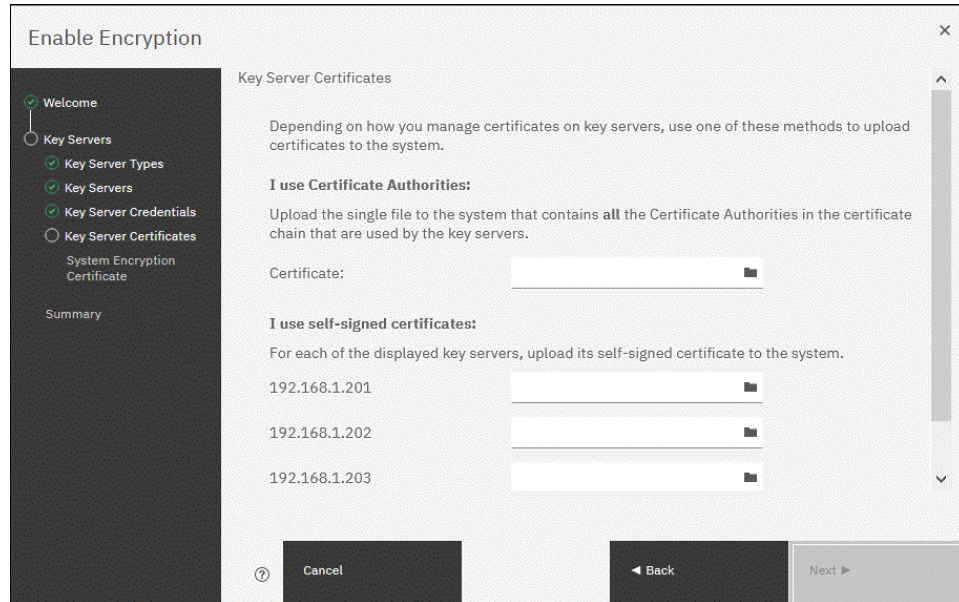 Enable Encryption
×
Welcome
Key Servers
Key Server Types
Key Servers
Key Server Credentials
Key Server Certificates
System Encryption
Certificate
Summary
Key Server Certificates
Depending on how you manage certificates on key servers, use one of these methods to upload
certificates to the system.
I use Certificate Authorities:
Upload the single file to the system that contains all the Certificate Authorities in the certificate
chain that are used by the key servers.
Certificate:
I use self-signed certificates:
For each of the displayed key servers, upload its self-signed certificate to the system.
192.168.1.201
192.168.1.202
192.168.1.203
?
Cancel
◄ Back
Next ►